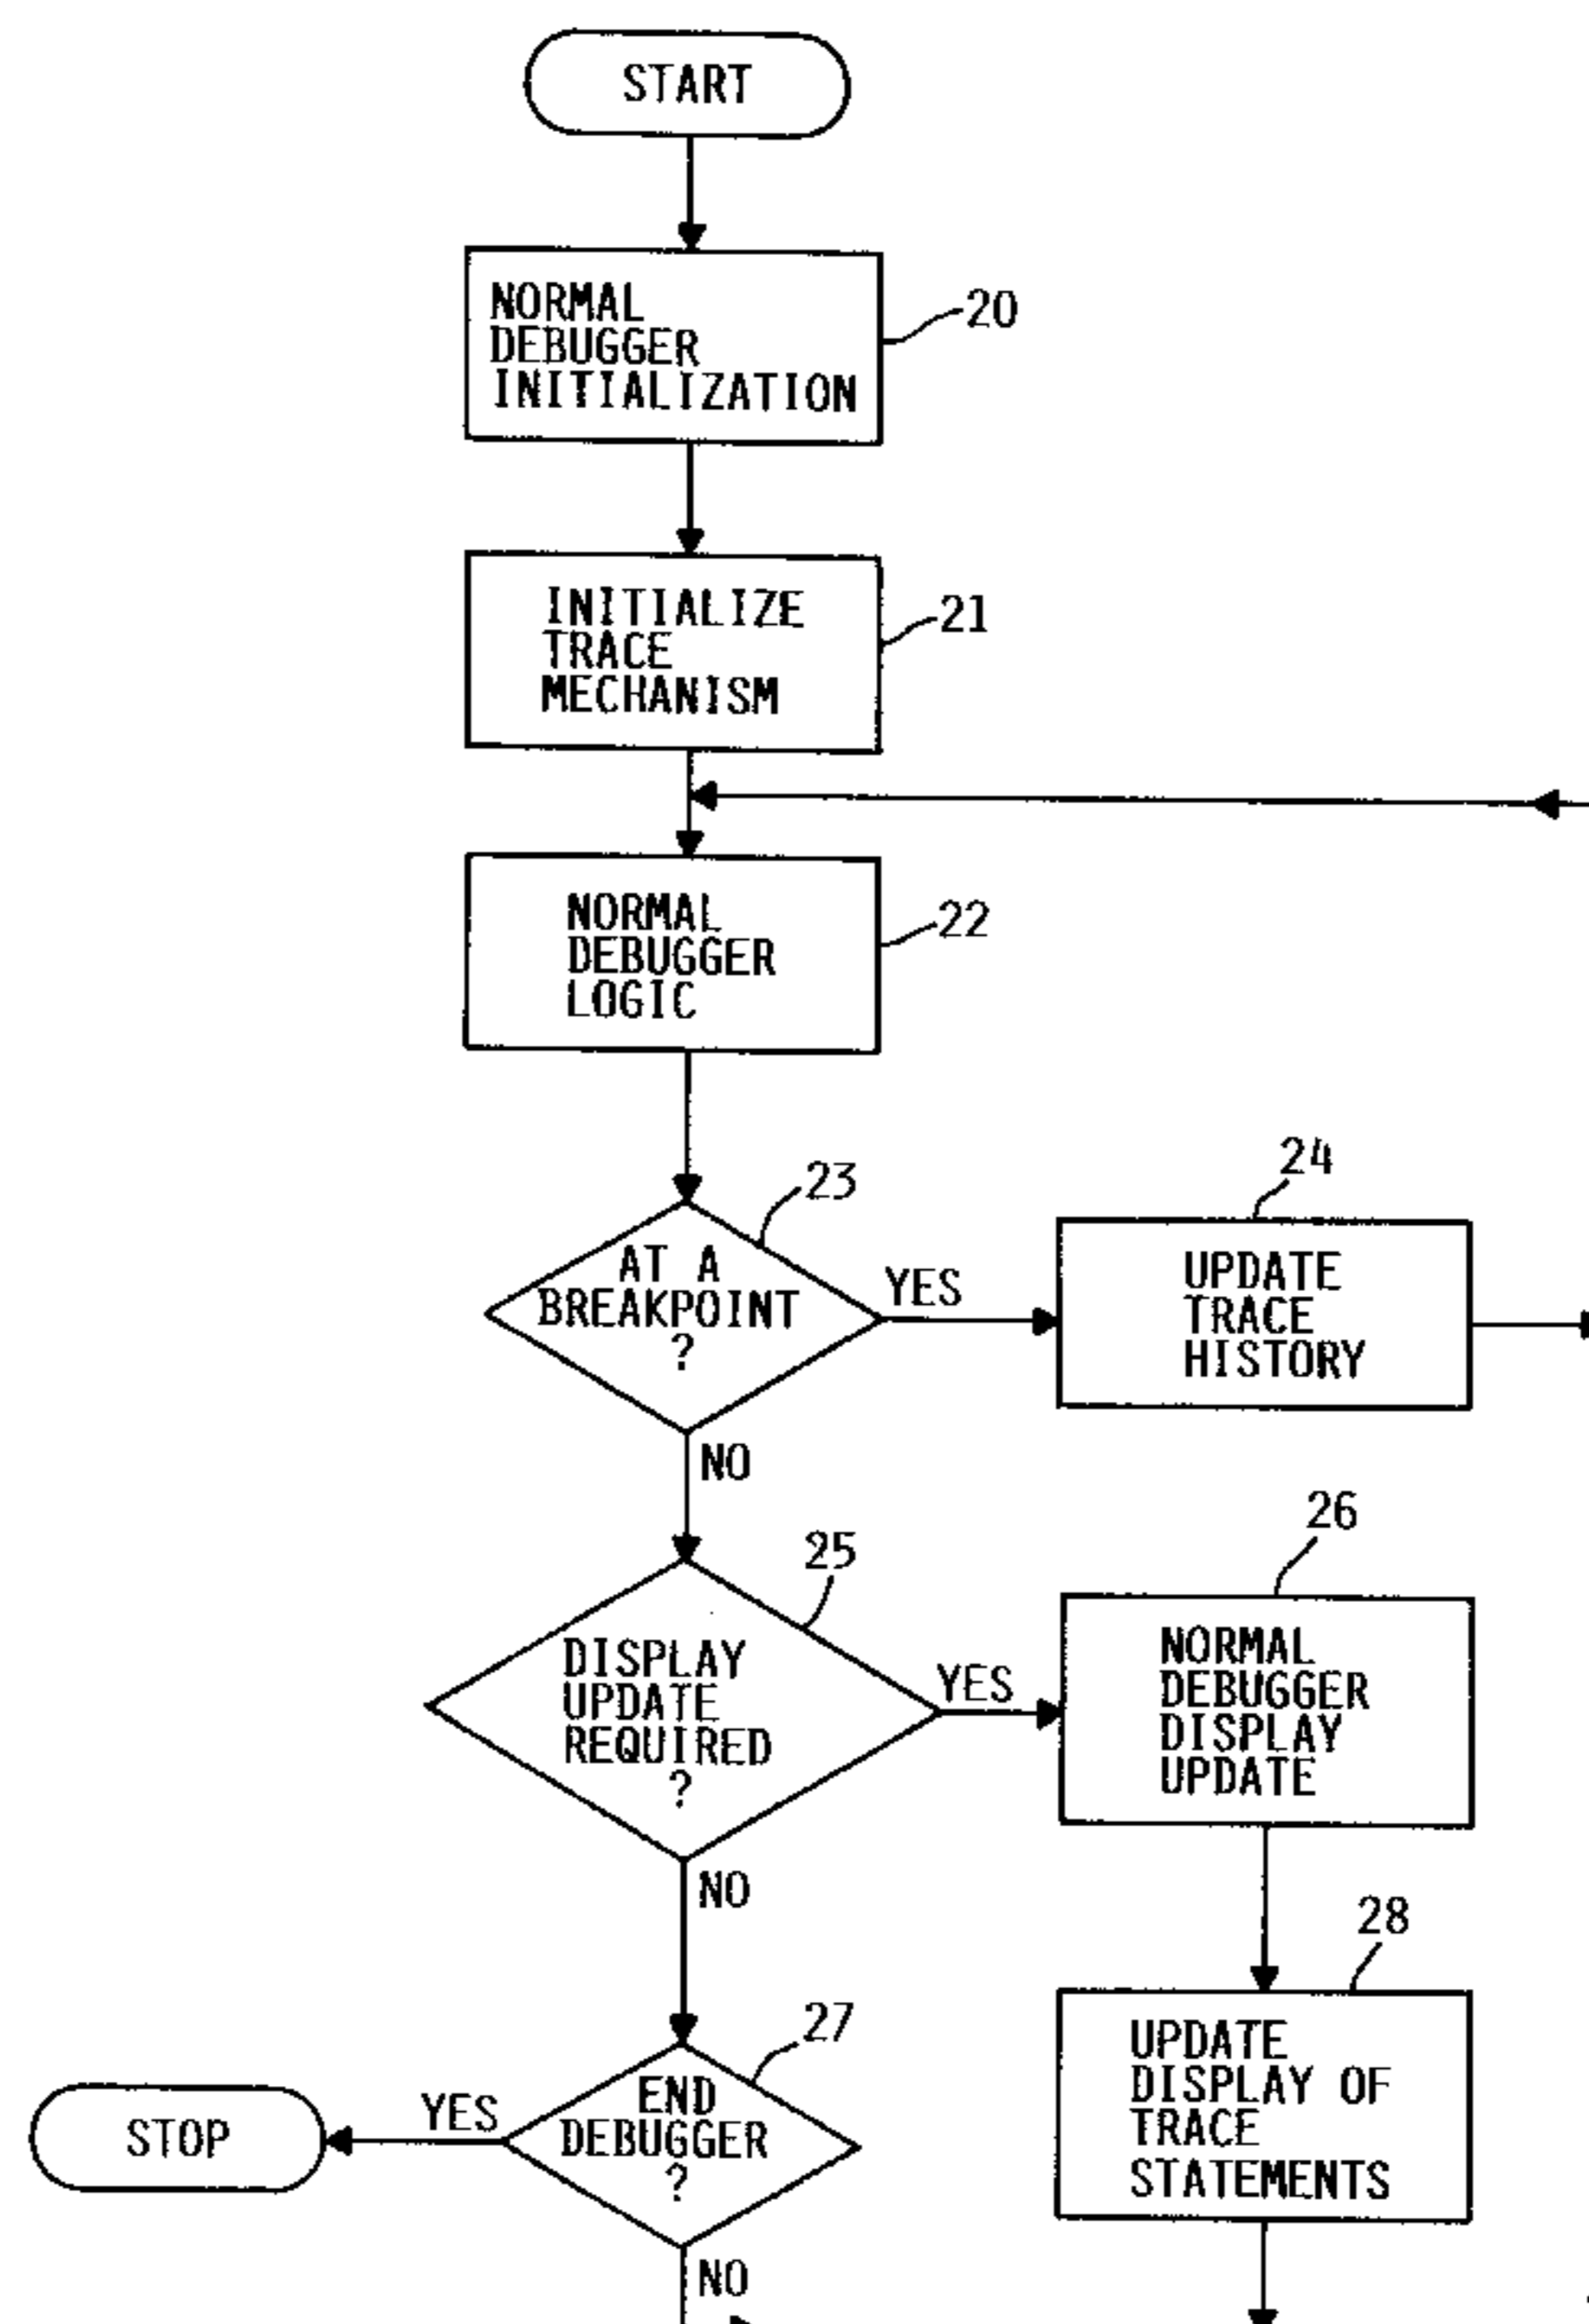 START
NORMAL
DEBUGGER
INITIALIZATION
20
INITIALIZE
TRACE
MECHANISM
21
NORMAL
DEBUGGER
LOGIC
22
23
AT A
BREAKPOINT
?
YES
24
UPDATE
TRACE
HISTORY
NO
25
DISPLAY
UPDATE
REQUIRED
?
YES
26
NORMAL
DEBUGGER
DISPLAY
UPDATE
NO
27
END
DEBUGGER
?
YES
STOP
28
UPDATE
DISPLAY OF
TRACE
STATEMENTS
NO